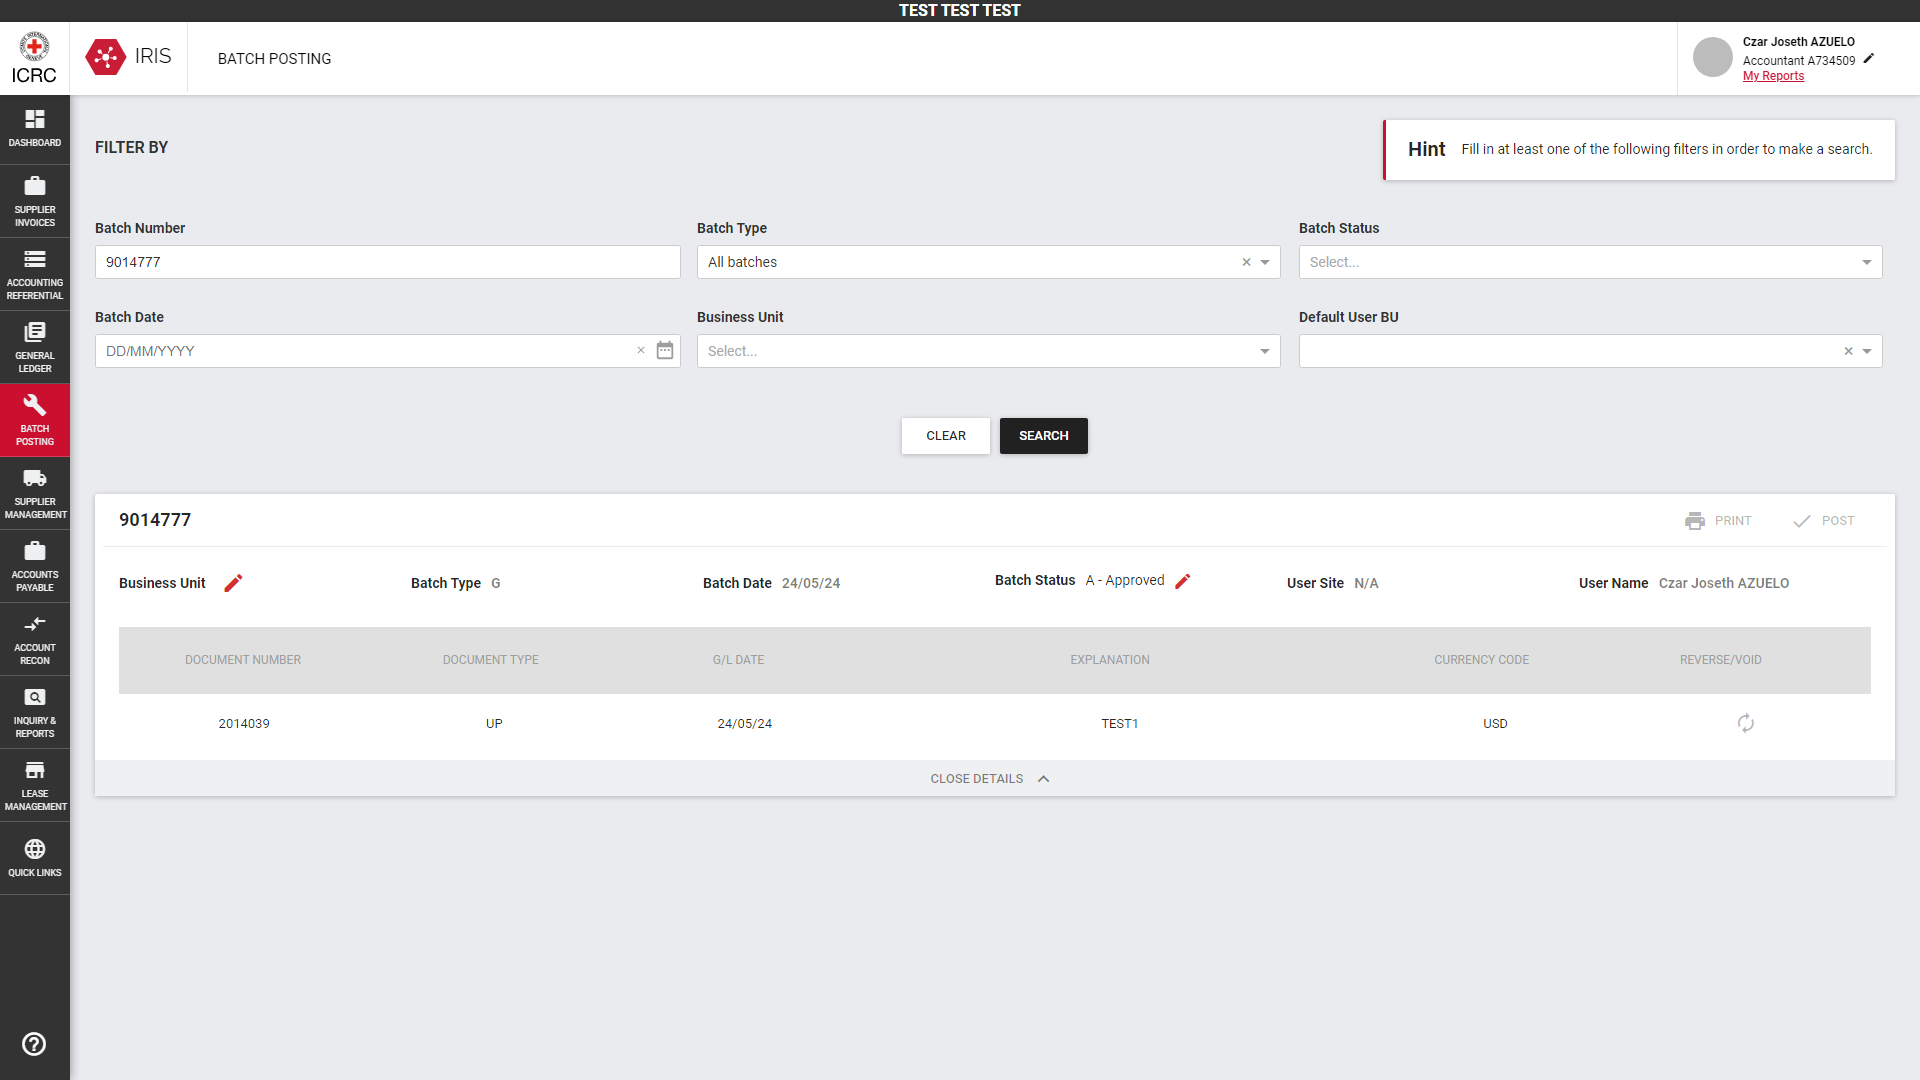 TEST TEST TEST
ICRC
IRIS
BATCH POSTING
Czar Joseth AZUELO
Accountant A734509
My Reports
DASHBOARD
SUPPLIER
INVOICES
ACCOUNTING
REFERENTIAL
GENERAL
LEDGER
BATCH
POSTING
SUPPLIER
MANAGEMENT
ACCOUNTS
PAYABLE
ACCOUNT
RECON
INQUIRY &
REPORTS
LEASE
MANAGEMENT
QUICK LINKS
FILTER BY
Hint Fill in at least one of the following filters in order to make a search.
Batch Number Batch Type Batch Status
9014777 All batches Select...
Batch Date Business Unit Default User BU
DD/MM/YYYY Select...
CLEAR SEARCH
9014777 PRINT POST
Business Unit Batch Type G Batch Date 24/05/24 Batch Status A - Approved User Site N/A User Name Czar Joseth AZUELO
DOCUMENT NUMBER DOCUMENT TYPE G/L DATE EXPLANATION CURRENCY CODE REVERSE/VOID
2014039 UP 24/05/24 TEST1 USD
CLOSE DETAILS